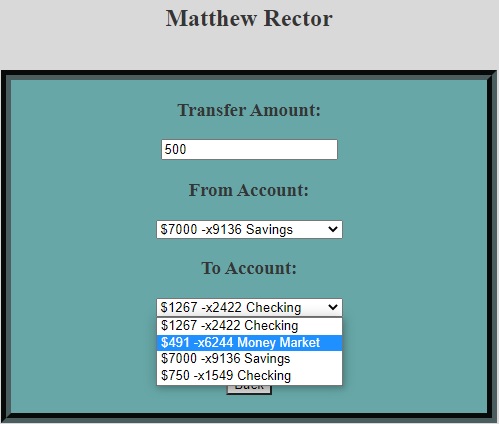 Matthew Rector
Transfer Amount:
500
From Account:
$7000 -x9136 Savings
To Account:
$1267 -x2422 Checking
$1267 -x2422 Checking
$491 -x6244 Money Market
$7000 -x9136 Savings
$750 -x1549 Checking
Back